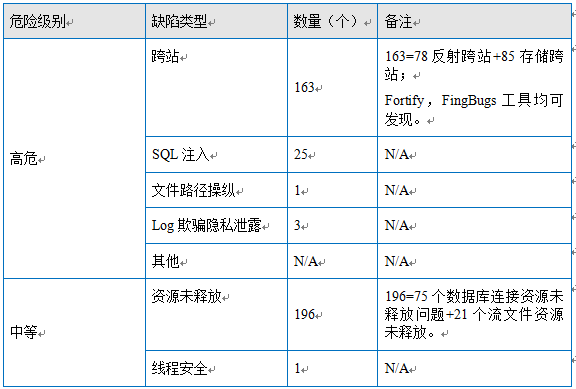 危险级别 缺陷类型 数量（个） 备注
高危 跨站 163 163=78 反射跨站+85 存储跨
站；
Fortify，FingBugs 工具均可
发现。
SQL 注入 25 N/A
文件路径操纵 1 N/A
Log 欺骗隐私泄露 3 N/A
其他 N/A N/A
中等 资源未释放 196 196=75 个数据库连接资源未
释放问题+21 个流文件资源
未释放。
线程安全 1 N/A